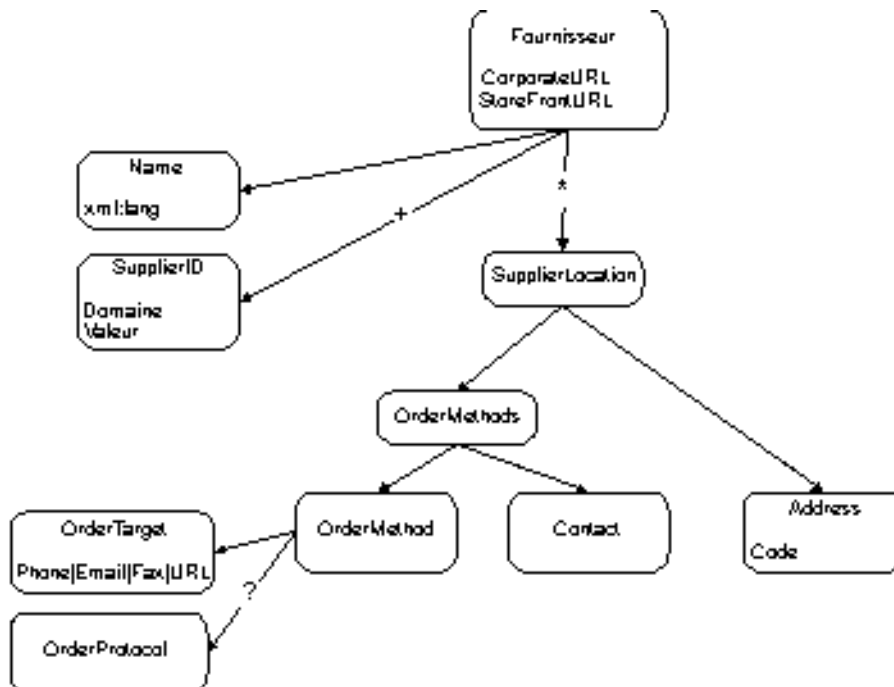 Fournisseur
CorporateURL
StoreFrontURL
Name
xml:lang
*
+
SupplierID
Domaine
Valeur
SupplierLocation
OrderMethods
OrderTarget
Phone|Email|Fax|URL
OrderMethod
Contact
Address
Code
?
OrderProtocol